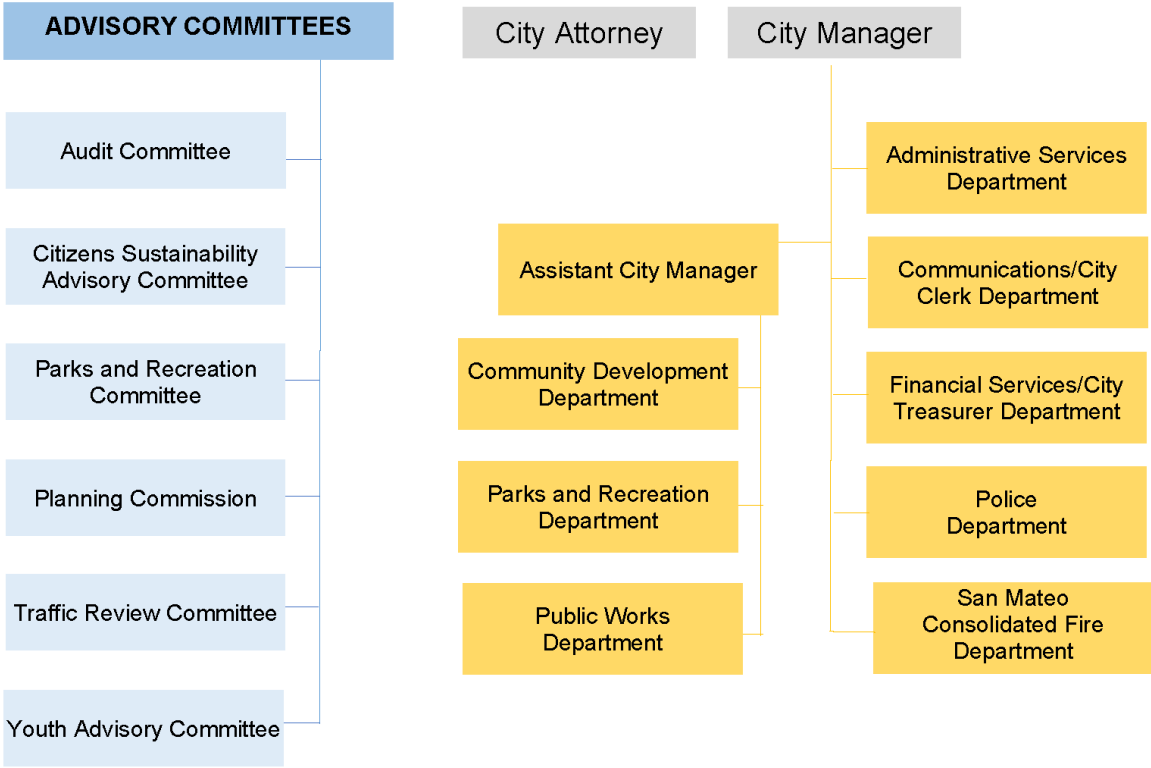 ADVISORY COMMITTEES
Audit Committee
Citizens Sustainability
Advisory Committee
Parks and Recreation
Committee
Planning Commission
Traffic Review Committee
Youth Advisory Committee
City Attorney
City Manager
Assistant City Manager
Community Development
Department
Parks and Recreation
Department
Public Works
Department
Administrative Services
Department
Communications/City
Clerk Department
Financial Services/City
Treasurer Department
Police
Department
San Mateo
Consolidated Fire
Department